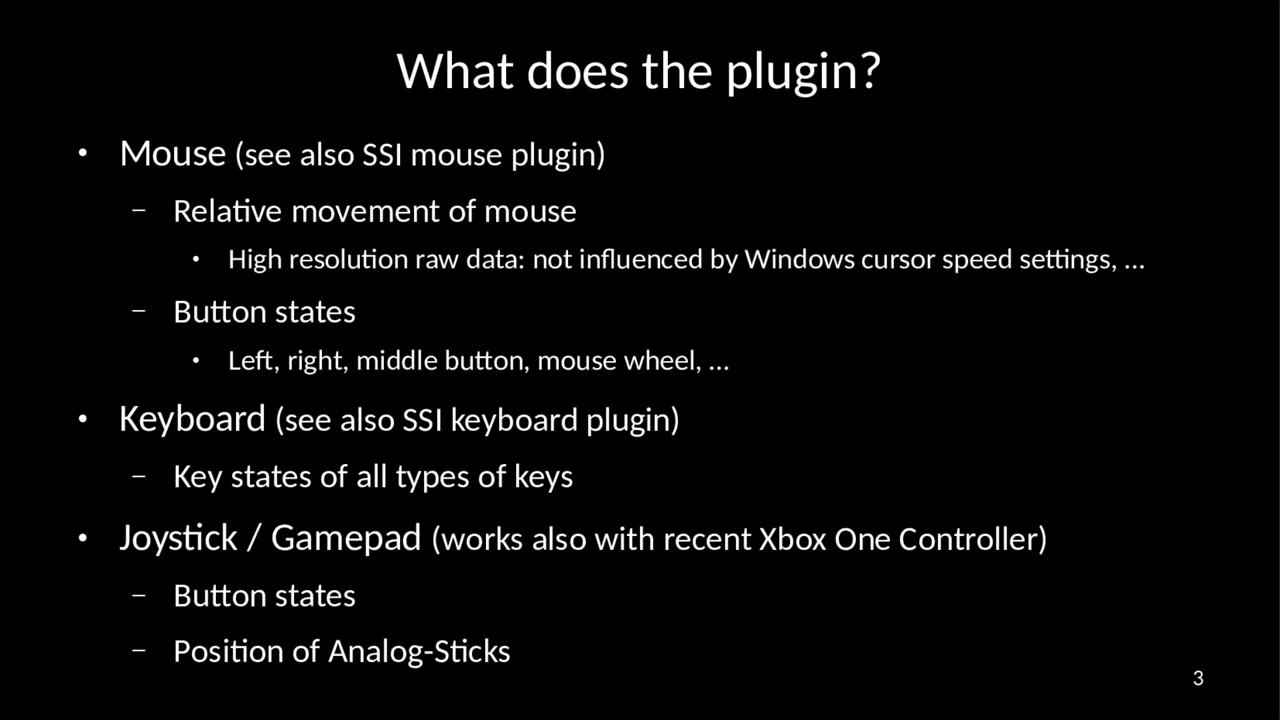 What does the plugin?
• Mouse (see also SSI mouse plugin)
– Relative movement of mouse
• High resolution raw data: not influenced by Windows cursor speed settings, ...
– Button states
• Left, right, middle button, mouse wheel, ...
• Keyboard (see also SSI keyboard plugin)
– Key states of all types of keys
• Joystick / Gamepad (works also with recent Xbox One Controller)
– Button states
– Position of Analog-Sticks
3